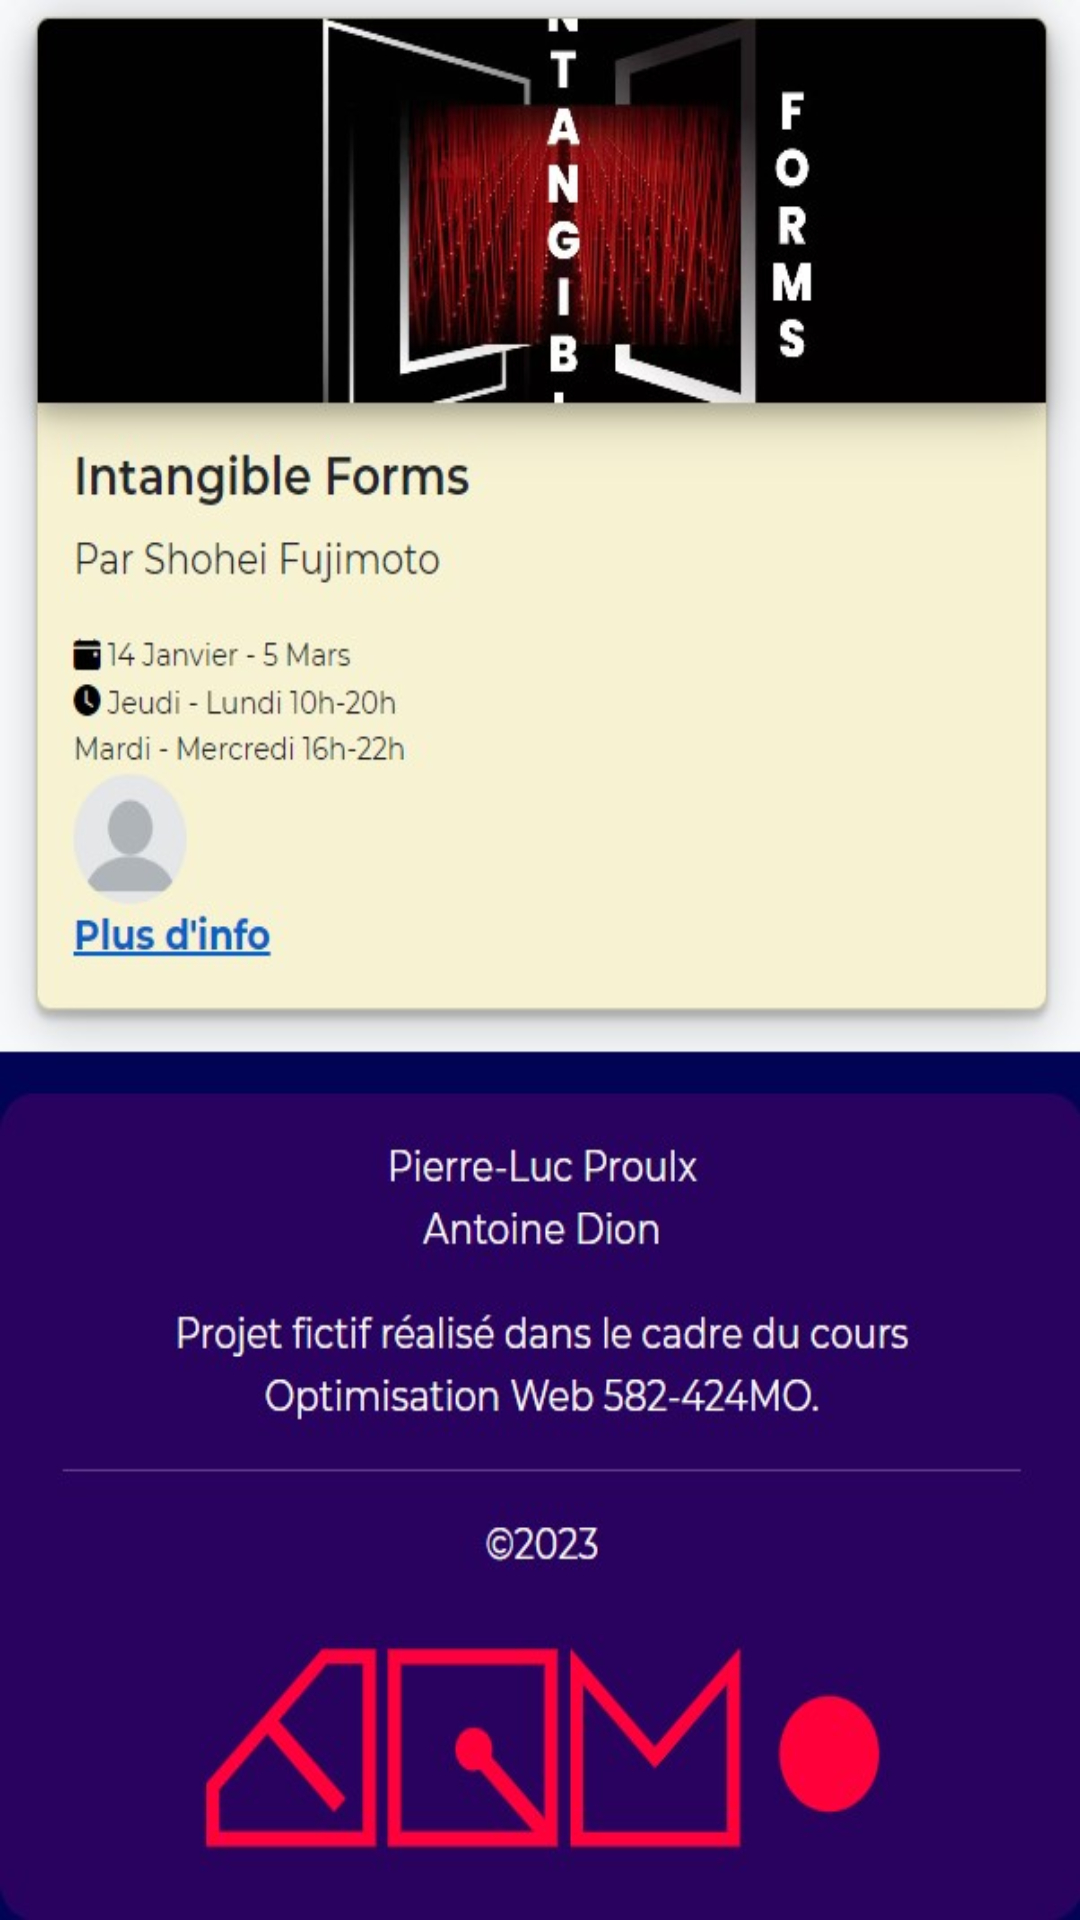 NTANGIB
FORMS
Intangible Forms
Par Shohei Fujimoto
14 Janvier - 5 Mars
Jeudi - Lundi 10h-20h
Mardi - Mercredi 16h-22h
Plus d'info
Pierre-Luc Proulx
Antoine Dion
Projet fictif réalisé dans le cadre du cours
Optimisation Web 582-424MO.
©2023